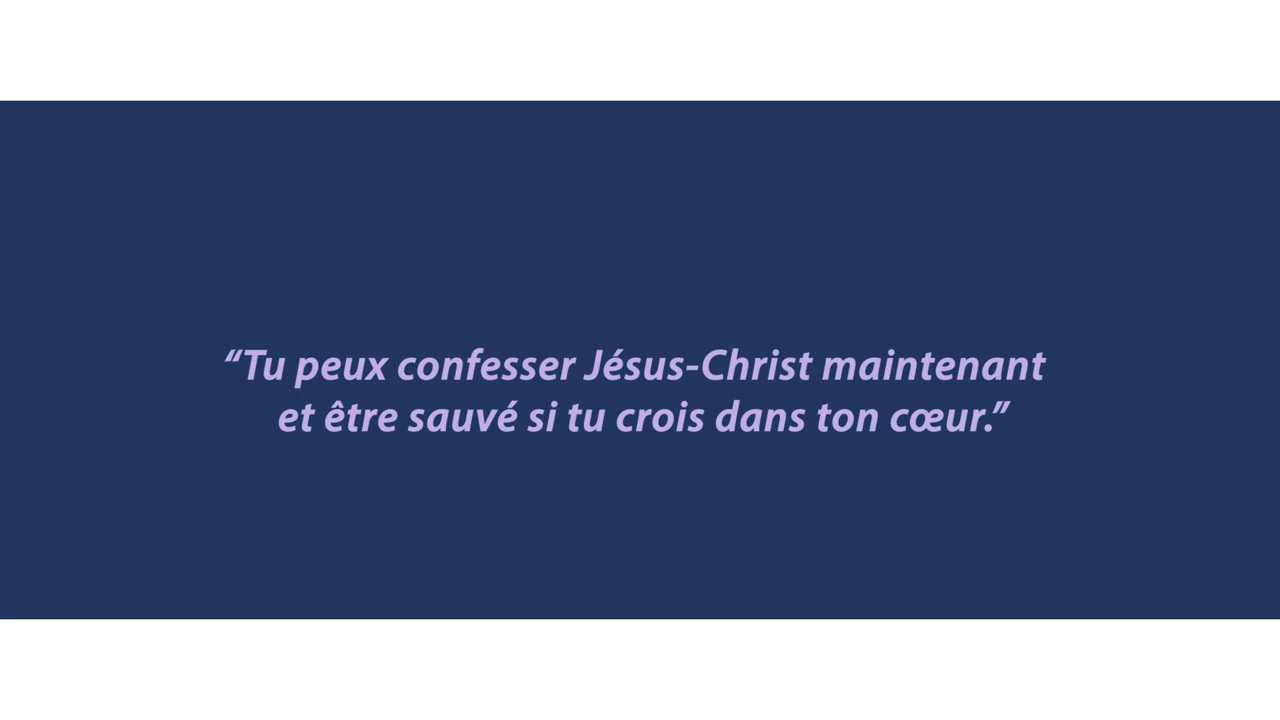 “Tu peux confesser Jésus-Christ maintenant
et être sauvé si tu crois dans ton cœur.”